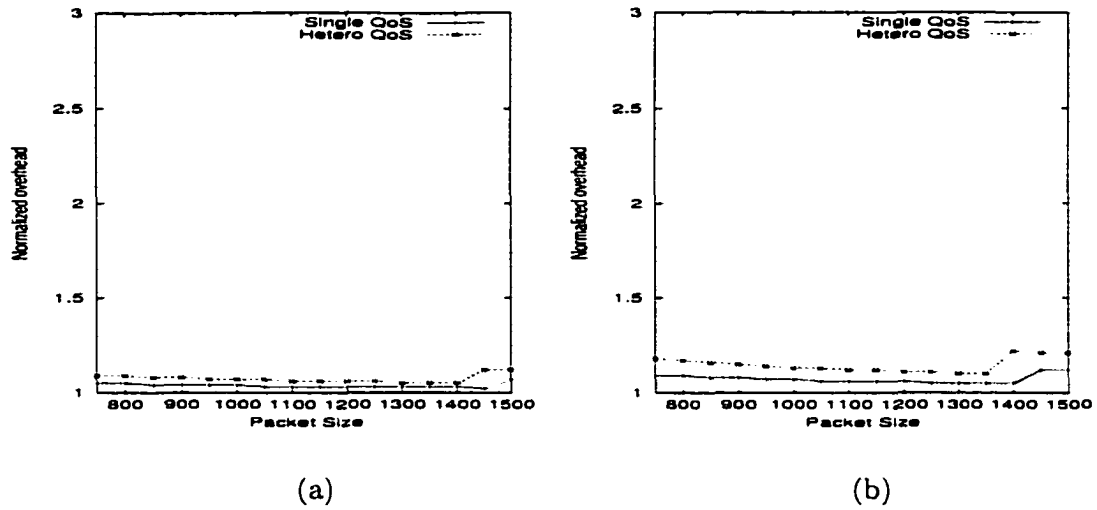 3
2.5
2
1.5
1
Normalized overhead
Single QoS
Hetero QoS
800 900 1000 1100 1200 1300 1400 1500
Packet Size
(a)
3
2.5
2
1.5
1
Normalized overhead
Single QoS
Hetero QoS
800 900 1000 1100 1200 1300 1400 1500
Packet Size
(b)